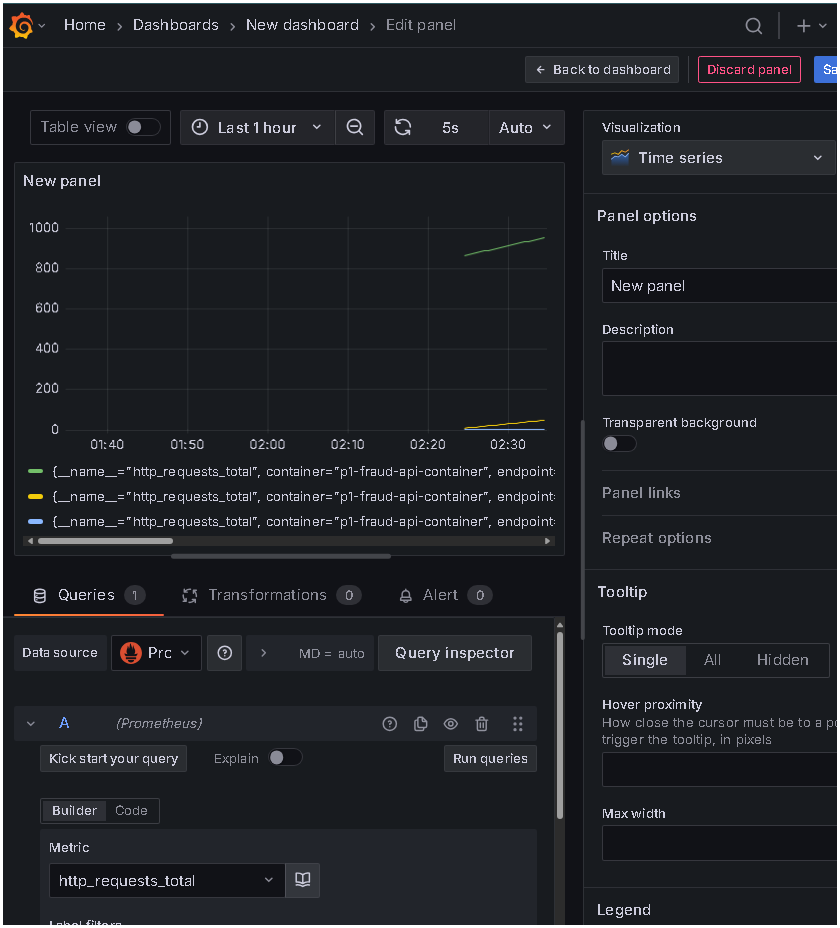 Home › Dashboards › New dashboard › Edit panel
← Back to dashboard
Discard panel
Table view
Last 1 hour
5s
Auto
New panel
1000
800
600
400
200
0
01:40 01:50 02:00 02:10 02:20 02:30
{__name__="http_requests_total", container="p1-fraud-api-container", endpoint=
{__name__="http_requests_total", container="p1-fraud-api-container", endpoint=
{__name__="http_requests_total", container="p1-fraud-api-container", endpoint=
Queries 1
Transformations 0
Alert 0
Data source
Prc
MD = auto
Query inspector
A (Prometheus)
Kick start your query
Explain
Run queries
Builder Code
Metric
http_requests_total
Label filters
Visualization
Time series
Panel options
Title
New panel
Description
Transparent background
Panel links
Repeat options
Tooltip
Tooltip mode
Single All Hidden
Hover proximity
How close the cursor must be to a
trigger the tooltip, in pixels
Max width
Legend